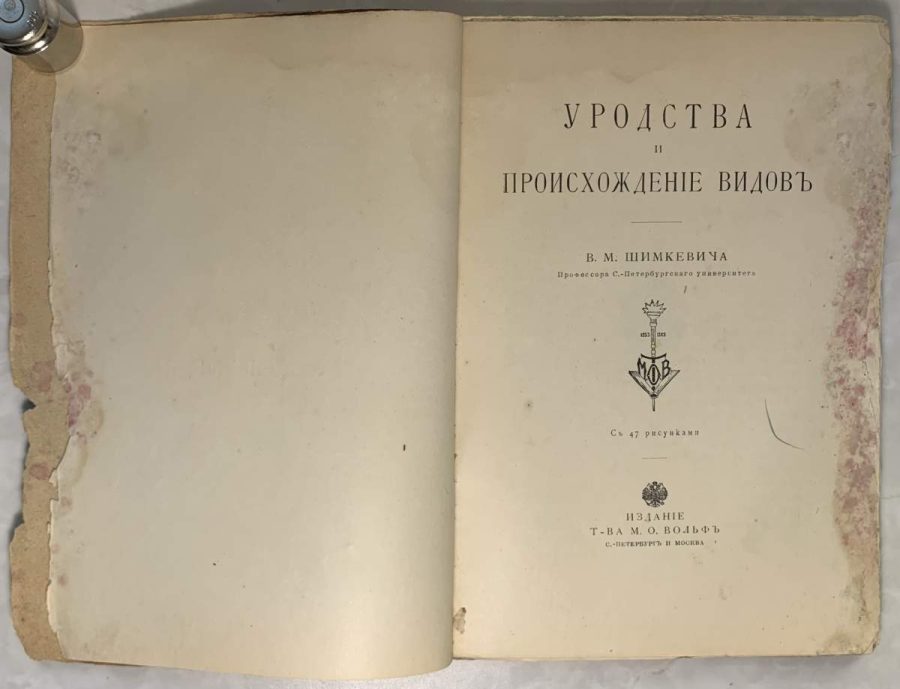 УРОДСТВА
И
ПРОИСХОЖДЕНІЕ ВИДОВЪ
В. М. ШИМКЕВИЧА
Профессора С.-Петербургскаго университета
МОВ
Съ 47 рисунками
ИЗДАНІЕ
Т-ВА М. О. ВОЛЬФЪ
С.-ПЕТЕРБУРГЪ И МОСКВА